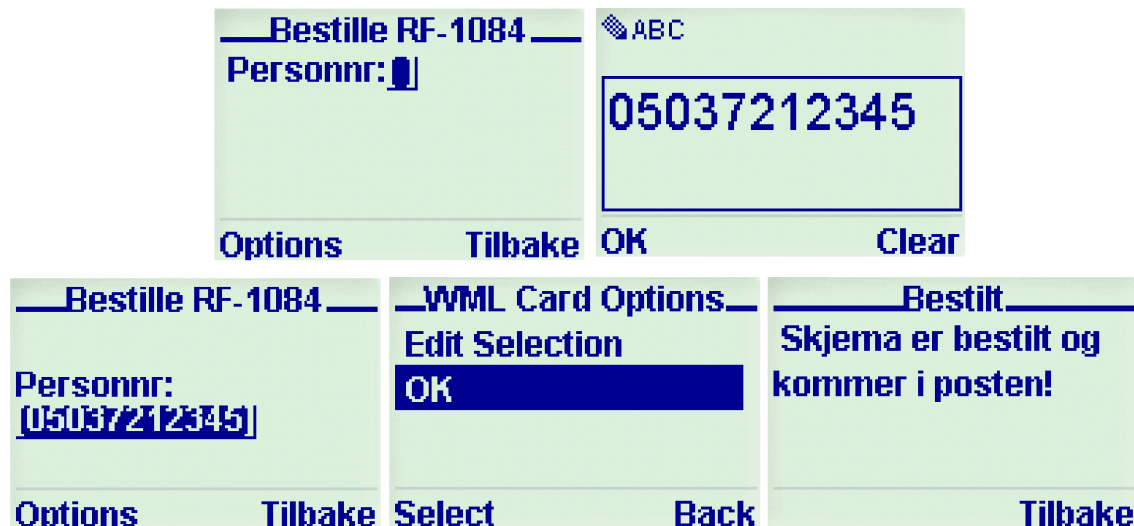 Bestille RF-1084
Personnr:
Options Tilbake
ABC
05037212345
OK Clear
Bestille RF-1084
Personnr:
[05037212345]
Options Tilbake
WML Card Options
Edit Selection
OK
Select Back
Bestilt
Skjema er bestilt og
kommer i posten!
Tilbake